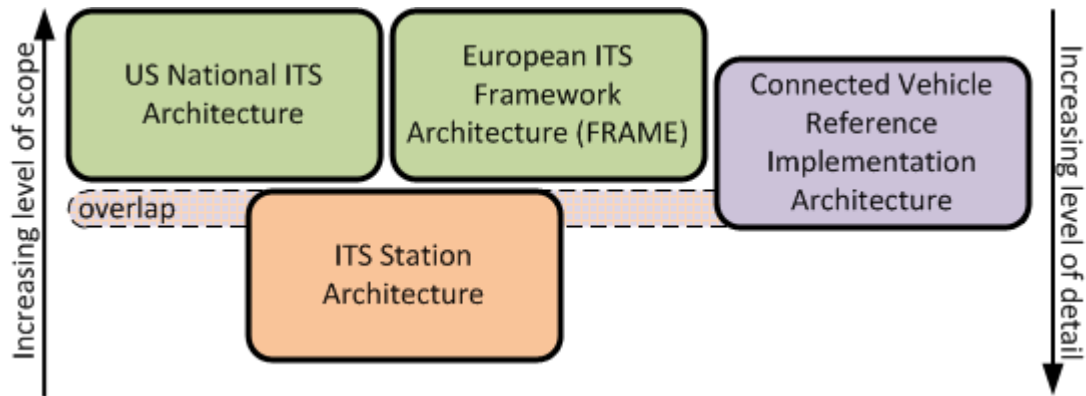 Increasing level of scope
US National ITS
Architecture
European ITS
Framework
Architecture (FRAME)
Connected Vehicle
Reference
Implementation
Architecture
overlap
ITS Station
Architecture
Increasing level of detail